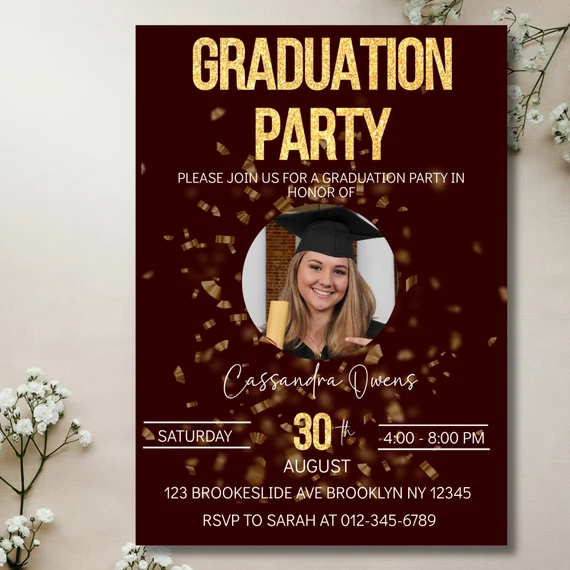 GRADUATION
PARTY
PLEASE JOIN US FOR A GRADUATION PARTY IN
HONOR OF
Cassandra Owens
SATURDAY
30th
4:00 - 8:00 PM
AUGUST
123 BROOKESLIDE AVE BROOKLYN NY 12345
RSVP TO SARAH AT 012-345-6789